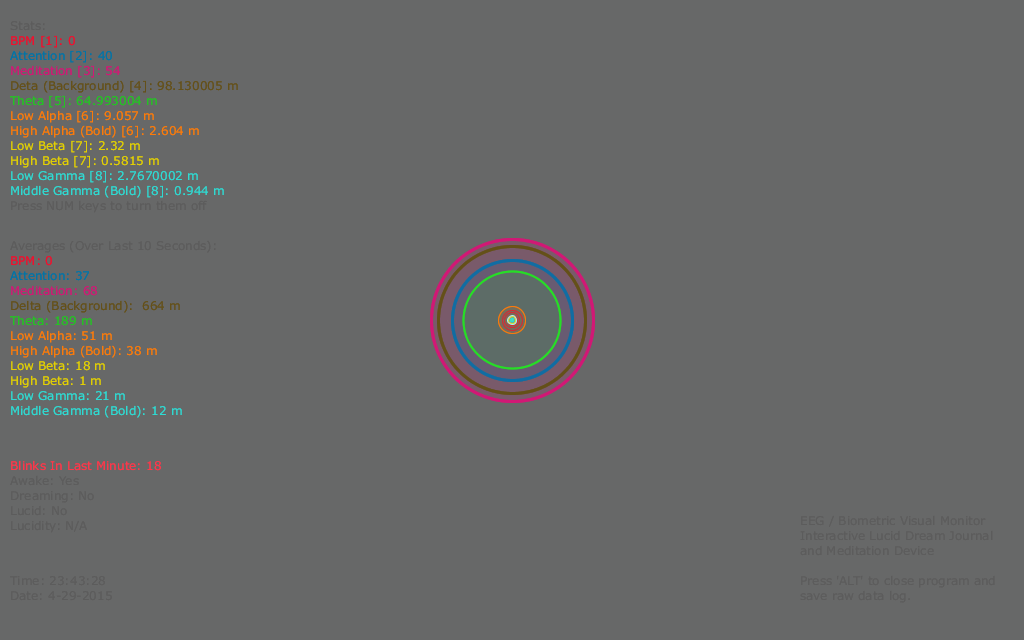 Stats:
BPM [1]: 0
Attention [2]: 40
Meditation [3]: 54
Deta (Background) [4]: 98.130005 m
Theta [5]: 64.993004 m
Low Alpha [6]: 9.057 m
High Alpha (Bold) [6]: 2.604 m
Low Beta [7]: 2.32 m
High Beta [7]: 0.5815 m
Low Gamma [8]: 2.7670002 m
Middle Gamma (Bold) [8]: 0.944 m
Press NUM keys to turn them off
Averages (Over Last 10 Seconds):
BPM: 0
Attention: 37
Meditation: 68
Delta (Background):  664 m
Theta: 189 m
Low Alpha: 51 m
High Alpha (Bold): 38 m
Low Beta: 18 m
High Beta: 1 m
Low Gamma: 21 m
Middle Gamma (Bold): 12 m
Blinks In Last Minute: 16
Awake: Yes
Dreaming: No
Lucid: No
Lucidity: N/A
Time: 23:43:28
Date: 4-29-2015
EEG / Biometric Visual Monitor
Interactive Lucid Dream Journal
and Meditation Device
Press 'ALT' to close program and
save raw data log.